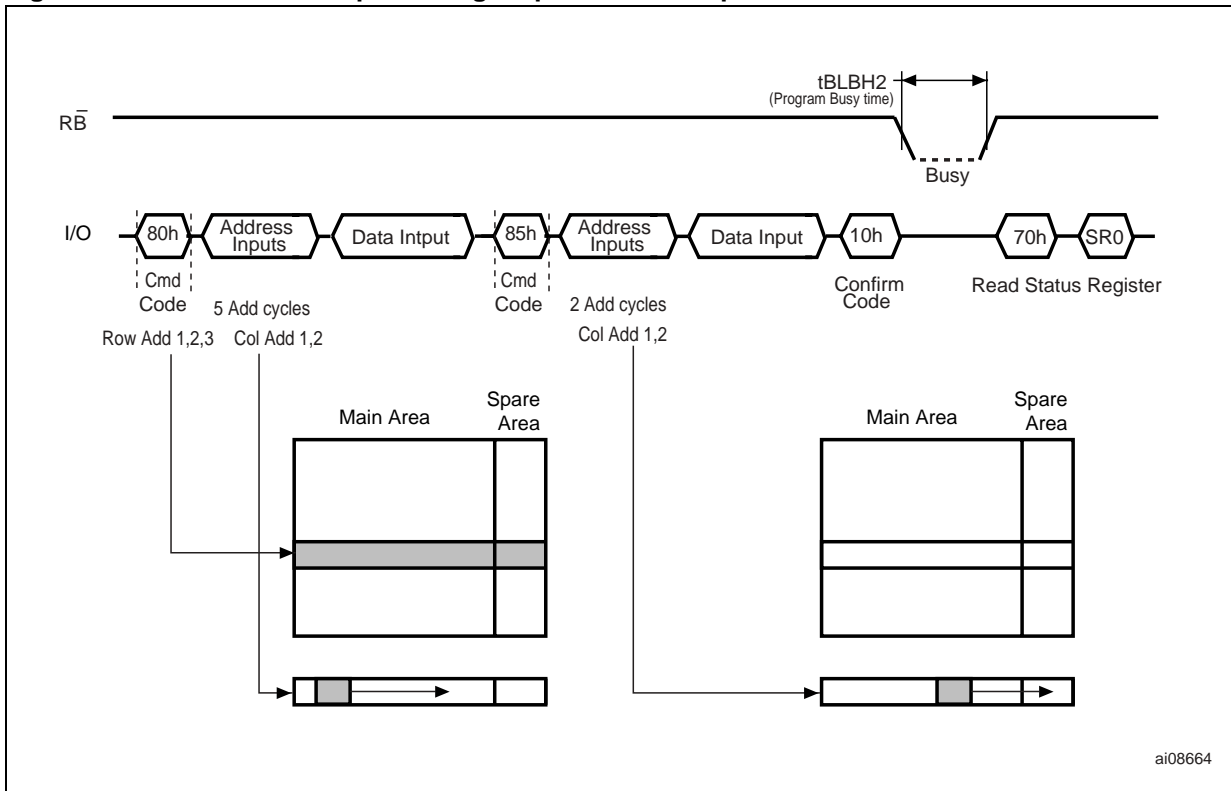 tBLBH2
(Program Busy time)
RB̅
Busy
I/O
80h
Address
Inputs
Data Intput
85h
Address
Inputs
Data Input
10h
70h
SR0
Cmd
Code
Cmd
Code
Confirm
Code
Read Status Register
5 Add cycles
2 Add cycles
Row Add 1,2,3
Col Add 1,2
Col Add 1,2
Main Area
Spare
Area
Main Area
Spare
Area
ai08664